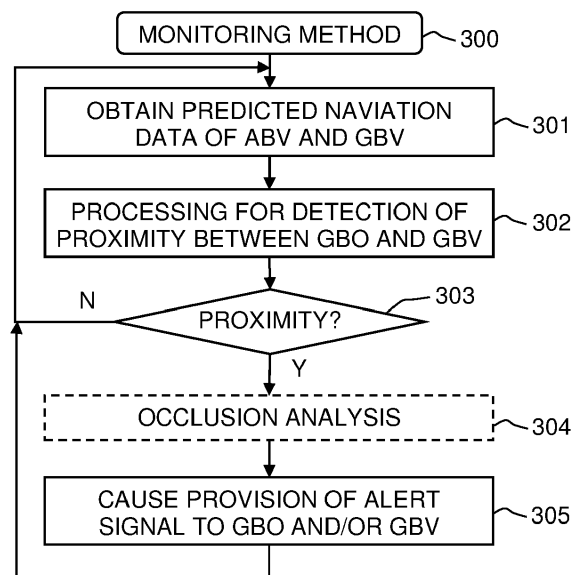 MONITORING METHOD
300
OBTAIN PREDICTED NAVIATION
DATA OF ABV AND GBV
301
PROCESSING FOR DETECTION OF
PROXIMITY BETWEEN GBO AND GBV
302
N
PROXIMITY?
303
Y
OCCLUSION ANALYSIS
304
CAUSE PROVISION OF ALERT
SIGNAL TO GBO AND/OR GBV
305